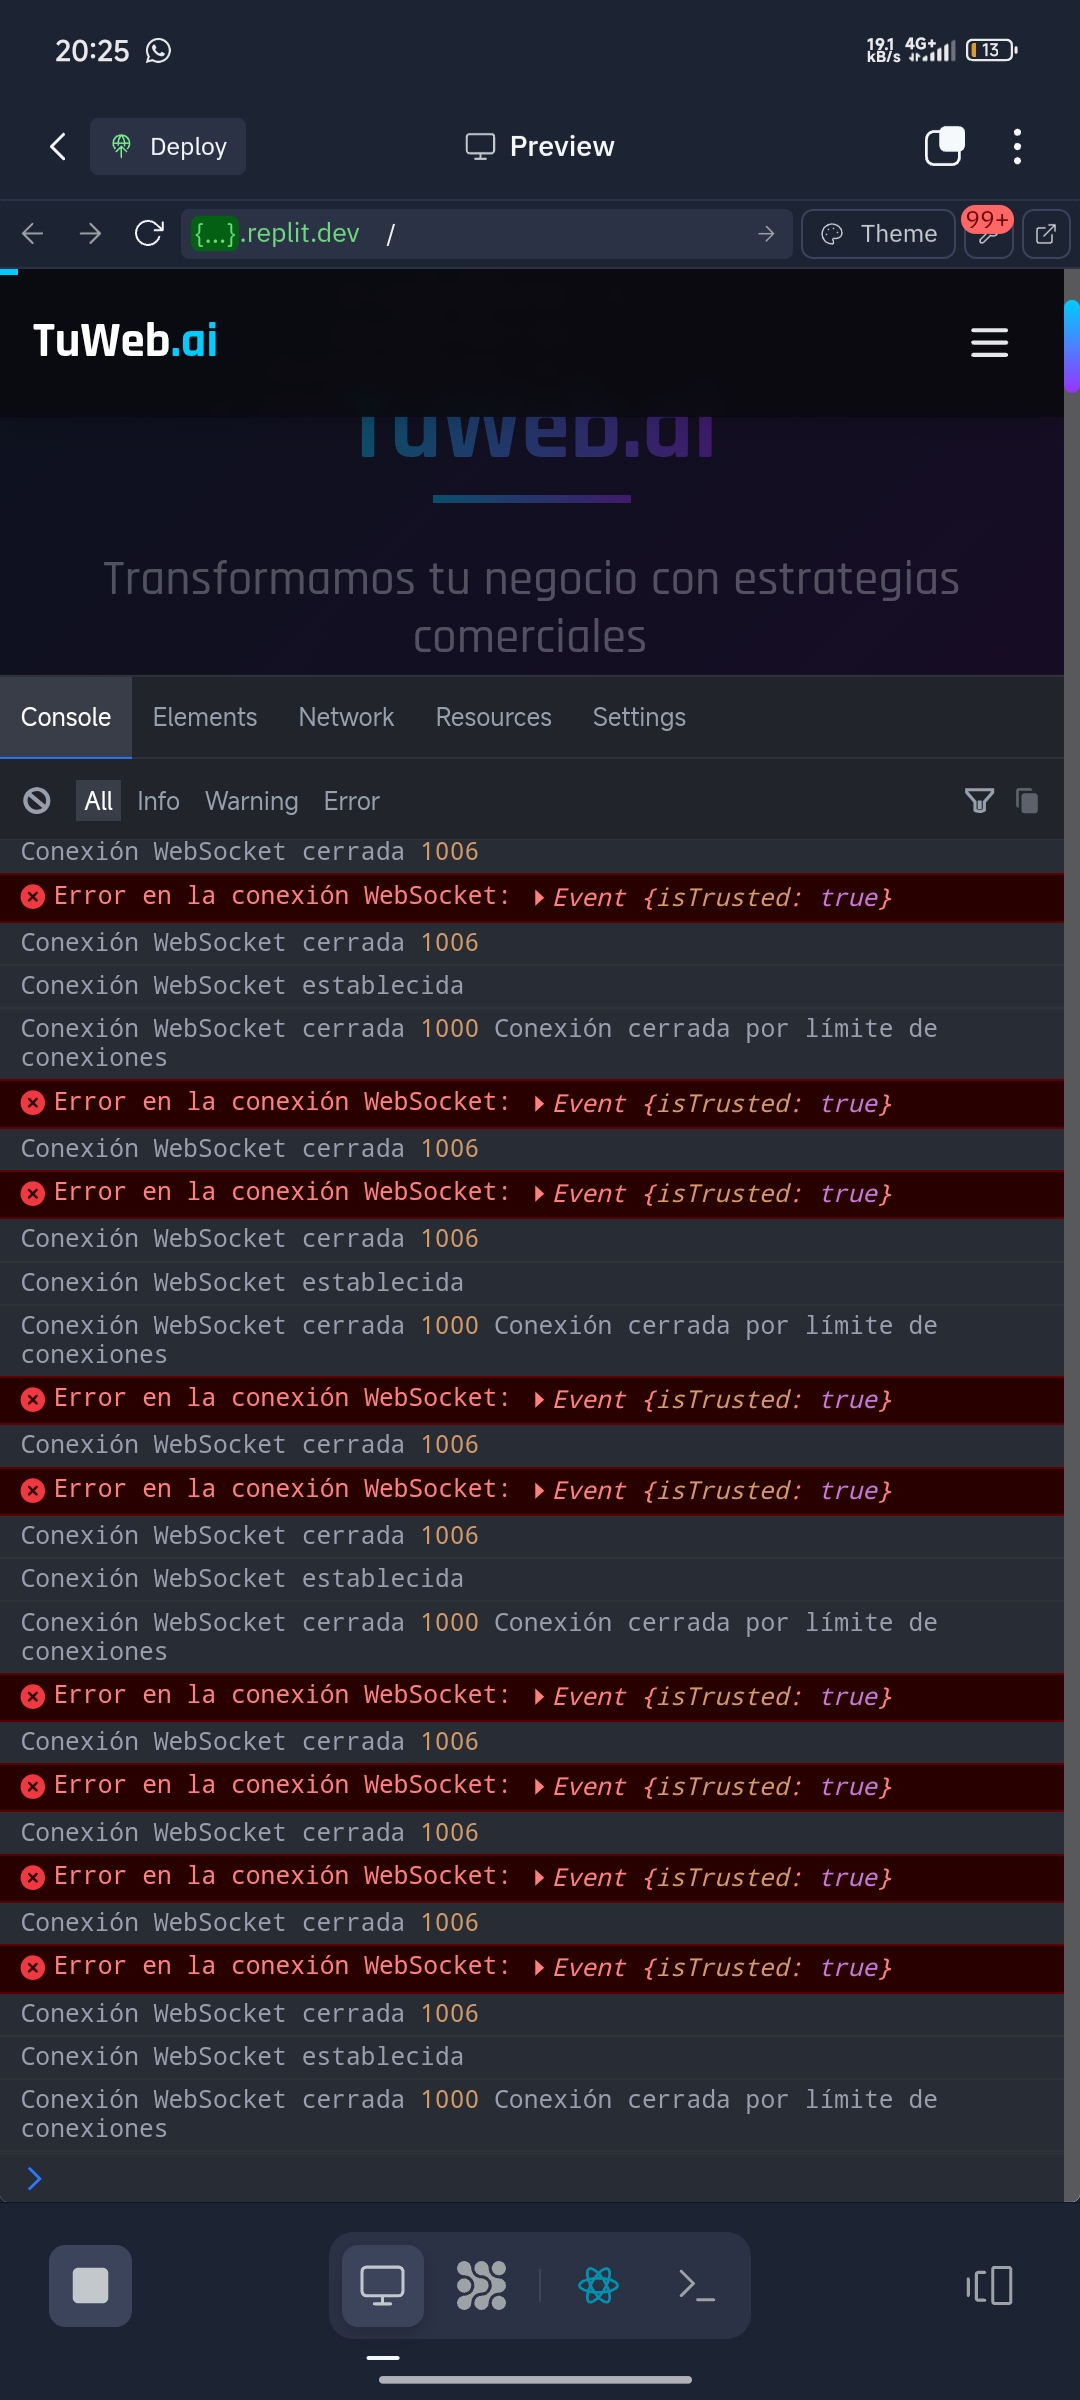 20:25
19.1 kB/s 4G+ 13
Deploy
Preview
{...}.replit.dev /
Theme
99+
TuWeb.ai
TuWeb.ai
Transformamos tu negocio con estrategias
comerciales
Console Elements Network Resources Settings
All Info Warning Error
Conexión WebSocket cerrada 1006
Error en la conexión WebSocket: Event {isTrusted: true}
Conexión WebSocket cerrada 1006
Conexión WebSocket establecida
Conexión WebSocket cerrada 1000 Conexión cerrada por límite de
conexiones
Error en la conexión WebSocket: Event {isTrusted: true}
Conexión WebSocket cerrada 1006
Error en la conexión WebSocket: Event {isTrusted: true}
Conexión WebSocket cerrada 1006
Conexión WebSocket establecida
Conexión WebSocket cerrada 1000 Conexión cerrada por límite de
conexiones
Error en la conexión WebSocket: Event {isTrusted: true}
Conexión WebSocket cerrada 1006
Error en la conexión WebSocket: Event {isTrusted: true}
Conexión WebSocket cerrada 1006
Conexión WebSocket establecida
Conexión WebSocket cerrada 1000 Conexión cerrada por límite de
conexiones
Error en la conexión WebSocket: Event {isTrusted: true}
Conexión WebSocket cerrada 1006
Error en la conexión WebSocket: Event {isTrusted: true}
Conexión WebSocket cerrada 1006
Error en la conexión WebSocket: Event {isTrusted: true}
Conexión WebSocket cerrada 1006
Error en la conexión WebSocket: Event {isTrusted: true}
Conexión WebSocket cerrada 1006
Conexión WebSocket establecida
Conexión WebSocket cerrada 1000 Conexión cerrada por límite de
conexiones